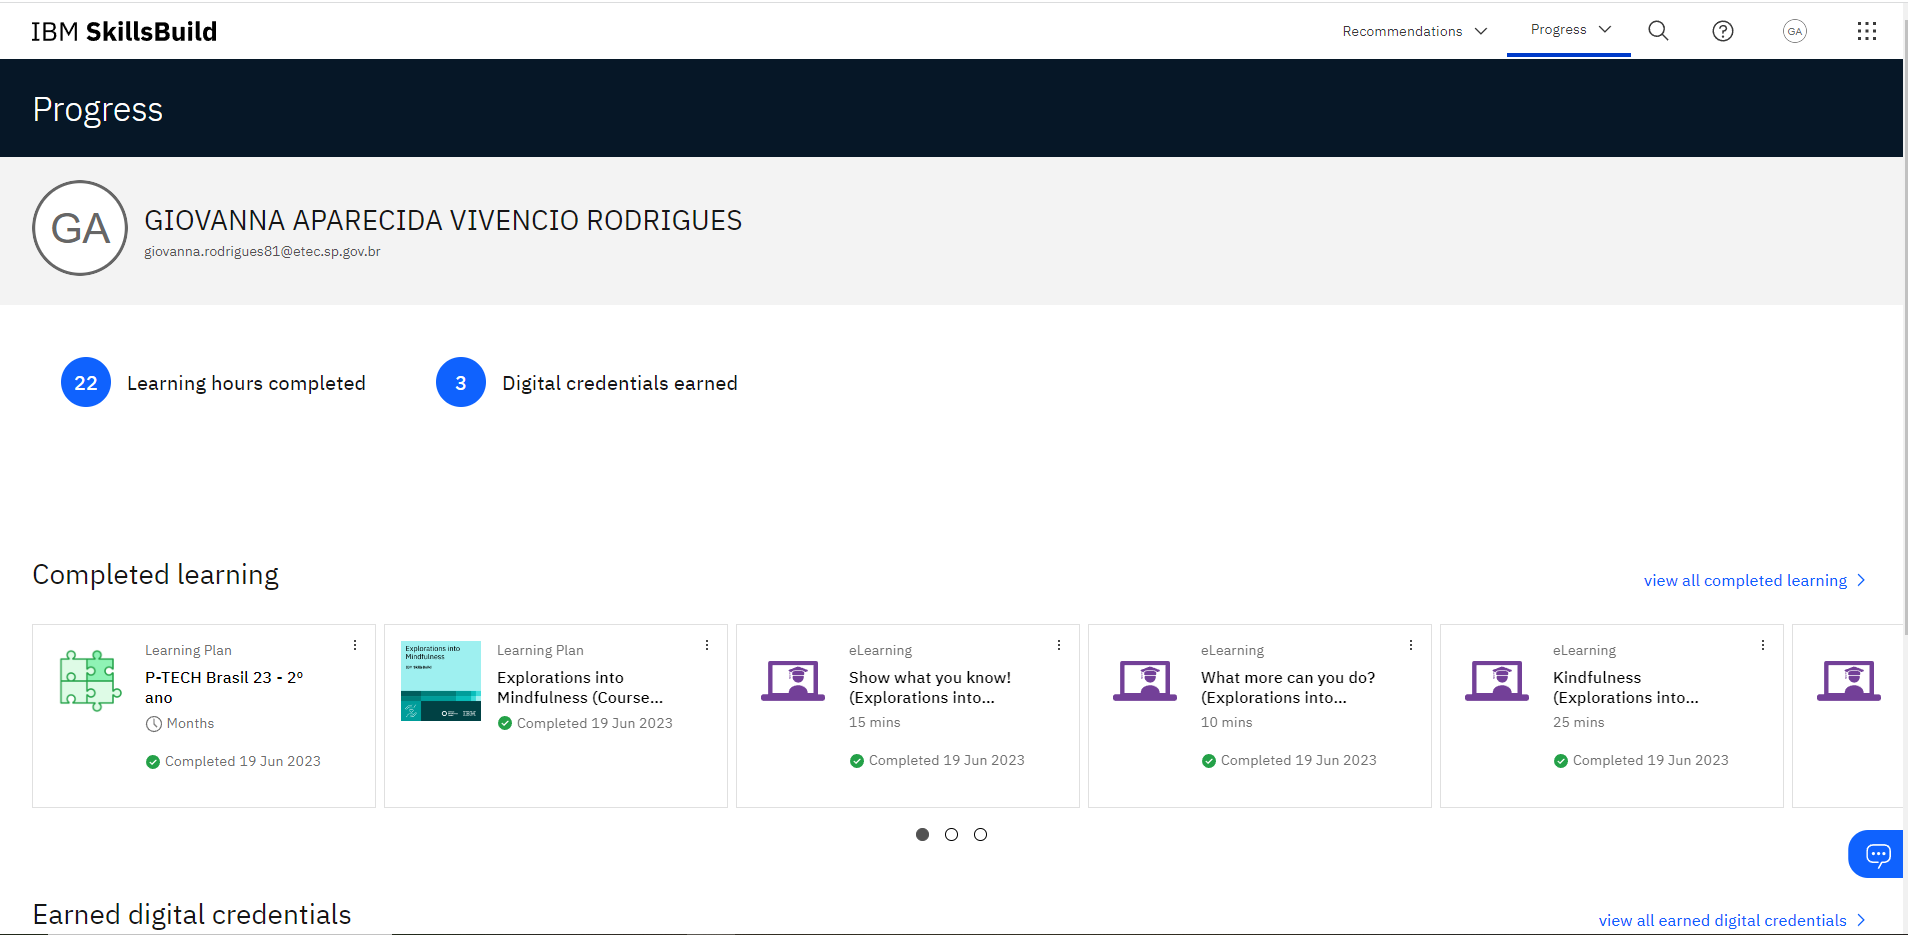 IBM SkillsBuild
Recommendations
Progress
GA
Progress
GA
GIOVANNA APARECIDA VIVENCIO RODRIGUES
giovanna.rodrigues81@etec.sp.gov.br
22 Learning hours completed
3 Digital credentials earned
Completed learning
view all completed learning
Learning Plan
P-TECH Brasil 23 - 2º
ano
Months
Completed 19 Jun 2023
Explorations into
Mindfulness
IBM SkillsBuild
IBM
Learning Plan
Explorations into
Mindfulness (Course...
Completed 19 Jun 2023
eLearning
Show what you know!
(Explorations into...
15 mins
Completed 19 Jun 2023
eLearning
What more can you do?
(Explorations into...
10 mins
Completed 19 Jun 2023
eLearning
Kindfulness
(Explorations into...
25 mins
Completed 19 Jun 2023
Earned digital credentials
view all earned digital credentials